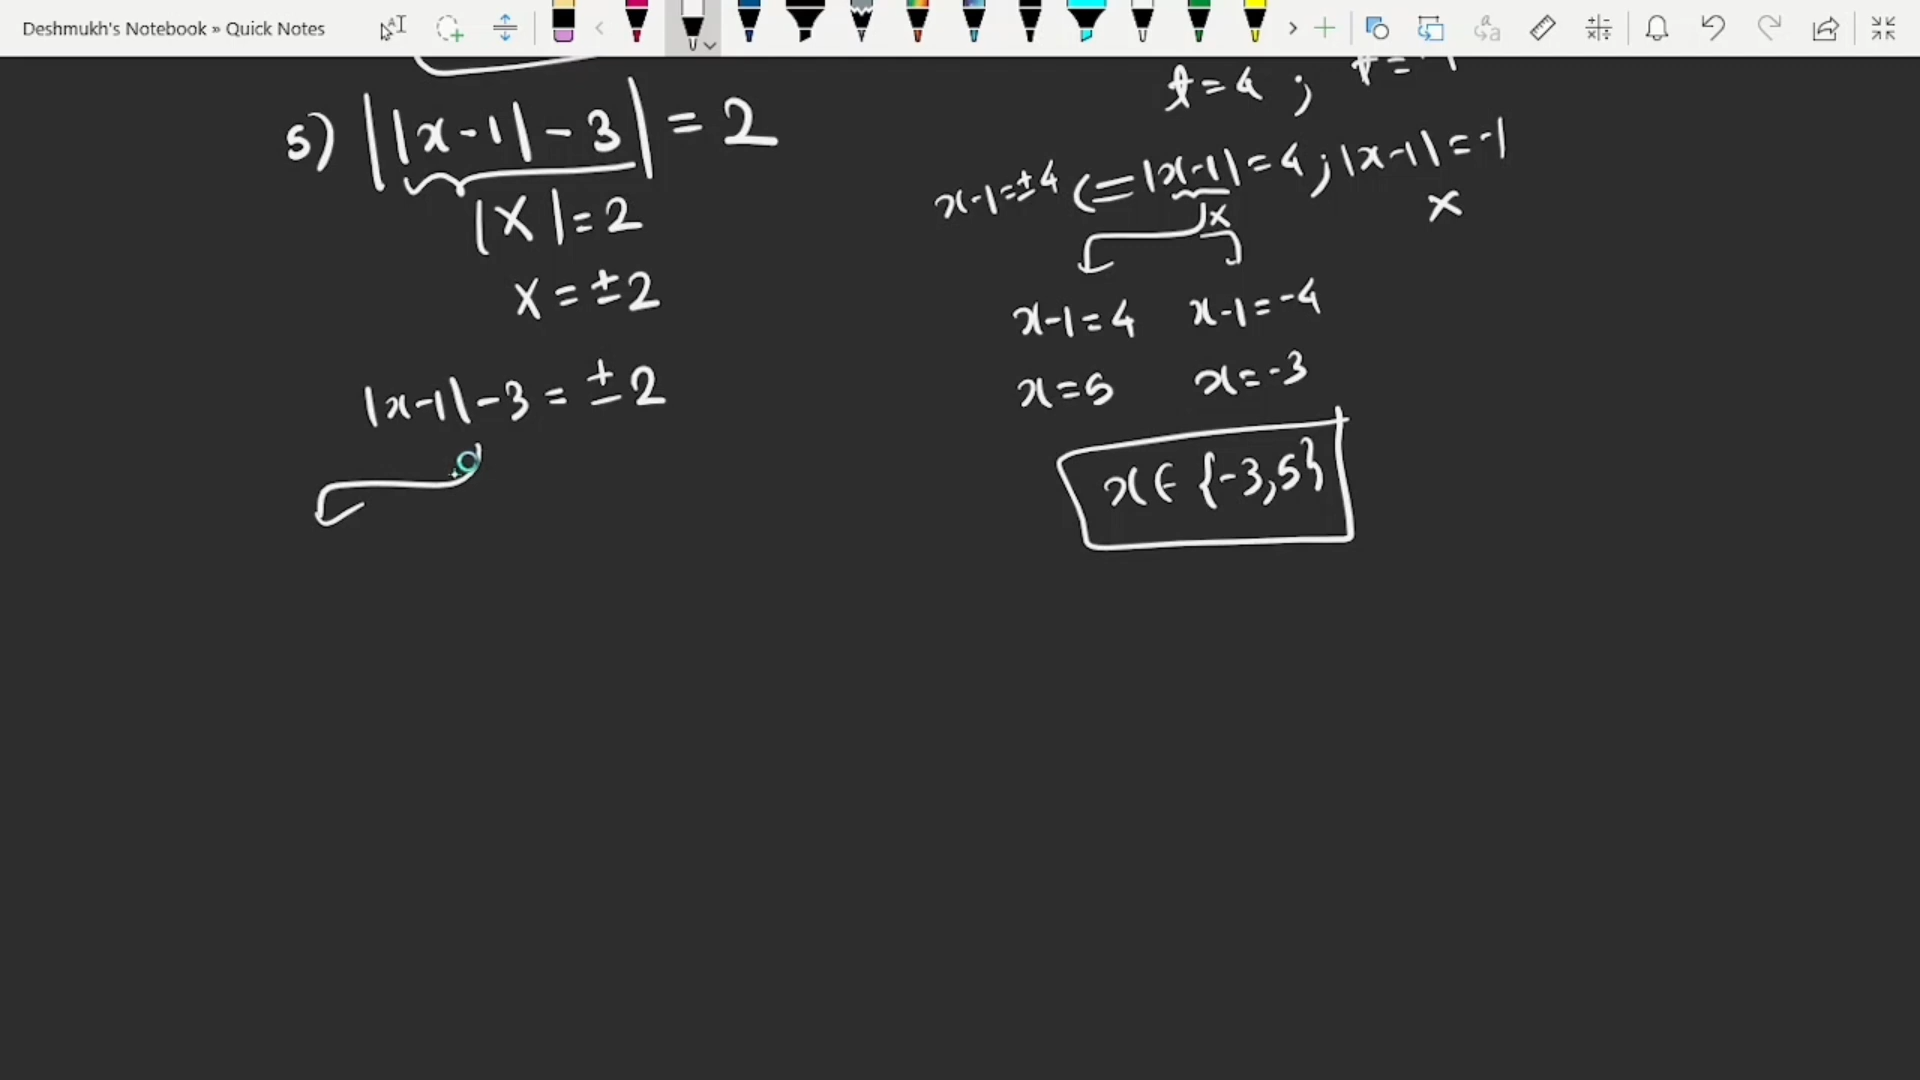 Deshmukh's Notebook » Quick Notes
5) ||x-1|-3| = 2
|X|=2
X = ±2
|x-1|-3 = ±2
t=4 ;
x-1=±4 <= |x-1|=4 ; |x-1|=-1
X
x
x-1=4 x-1=-4
x=5 x=-3
x∈ {-3,5}